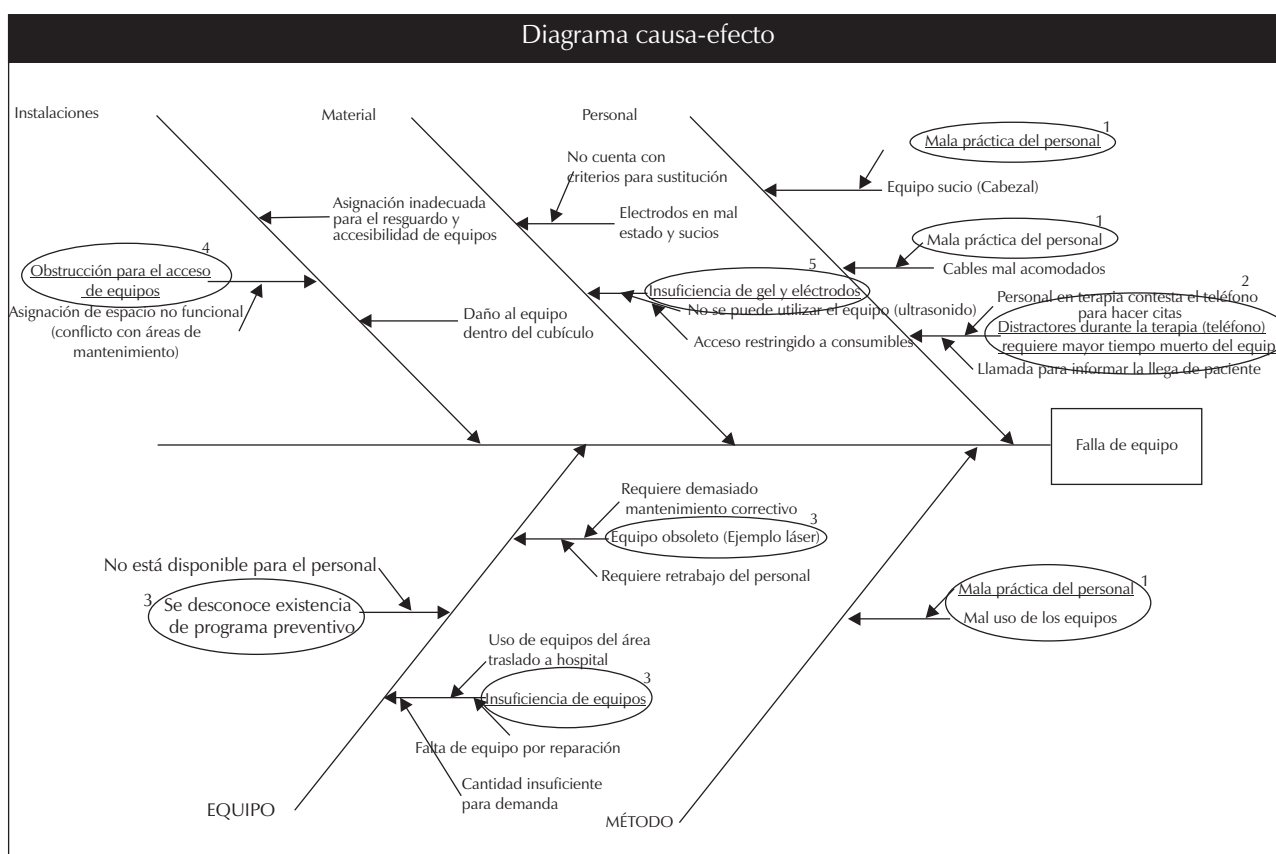 Diagrama causa-efecto
Instalaciones
Material
Personal
1
Mala práctica del personal
Equipo sucio (Cabezal)
No cuenta con
criterios para sustitución
Electrodos en mal
estado y sucios
Asignación inadecuada
para el resguardo y
accesibilidad de equipos
1
Mala práctica del personal
Cables mal acomodados
4
Obstrucción para el acceso
de equipos
Asignación de espacio no funcional
(conflicto con áreas de
mantenimiento)
Daño al equipo
dentro del cubículo
5
Insuficiencia de gel y eléctrodos
No se puede utilizar el equipo (ultrasonido)
Acceso restringido a consumibles
2
Personal en terapia contesta el teléfono
para hacer citas
Distractores durante la terapia (teléfono)
requiere mayor tiempo muerto del equip
Llamada para informar la llega de paciente
Falla de equipo
Requiere demasiado
mantenimiento correctivo
3
Equipo obsoleto (Ejemplo láser)
Requiere retrabajo del personal
No está disponible para el personal
3
Se desconoce existencia
de programa preventivo
Uso de equipos del área
traslado a hospital
3
Insuficiencia de equipos
Falta de equipo por reparación
Cantidad insuficiente
para demanda
1
Mala práctica del personal
Mal uso de los equipos
EQUIPO
MÉTODO